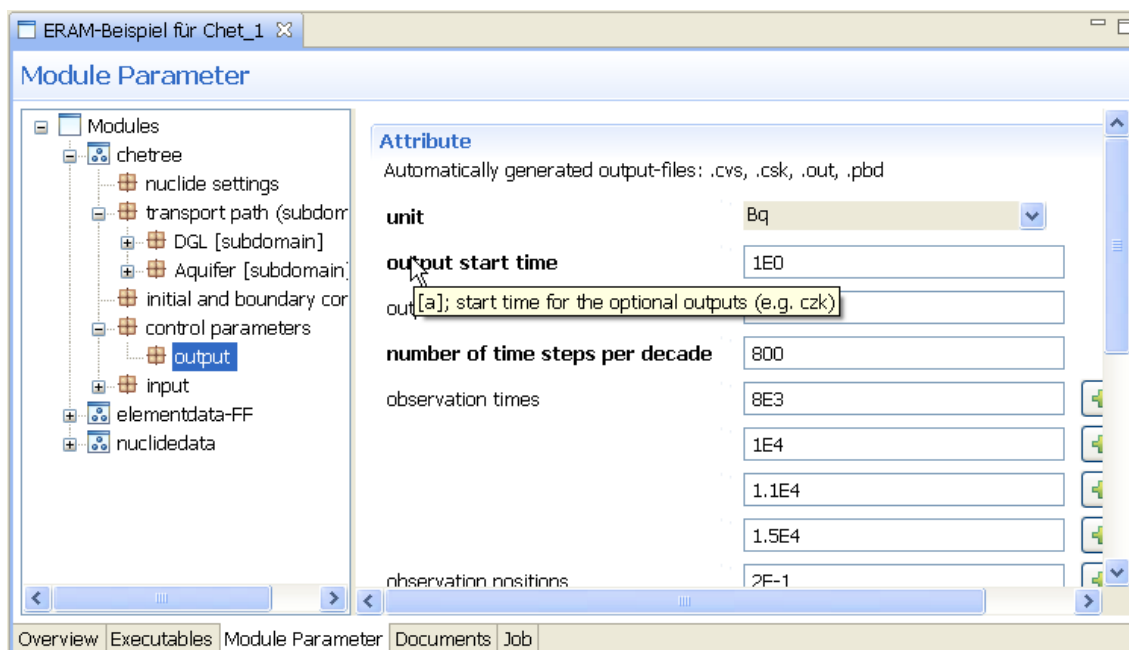 ERAM-Beispiel für Chet_1
Module Parameter
Modules
chetree
nuclide settings
transport path (subdom
DGL [subdomain]
Aquifer [subdomain]
initial and boundary cor
control parameters
output
input
elementdata-FF
nuclidedata
Attribute
Automatically generated output-files: .cvs, .csk, .out, .pbd
unit Bq
output start time 1E0
out
[a]; start time for the optional outputs (e.g. czk)
number of time steps per decade 800
observation times 8E3
1E4
1.1E4
1.5E4
observation positions 2E-1
Overview Executables Module Parameter Documents Job